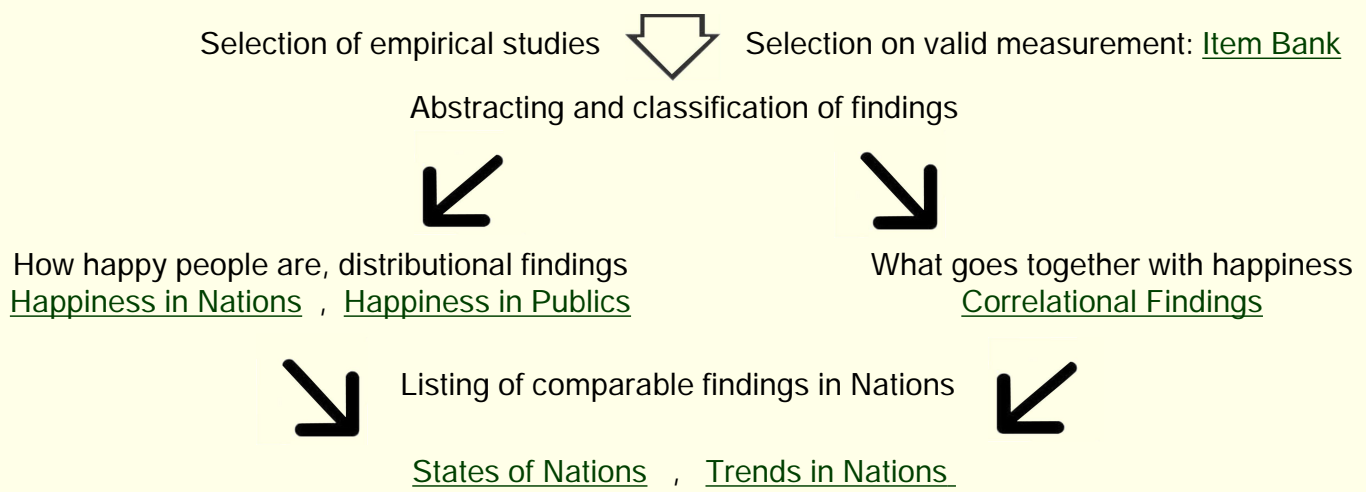 Selection of empirical studies Selection on valid measurement: Item Bank
Abstracting and classification of findings
How happy people are, distributional findings What goes together with happiness
Happiness in Nations , Happiness in Publics Correlational Findings
Listing of comparable findings in Nations
States of Nations , Trends in Nations